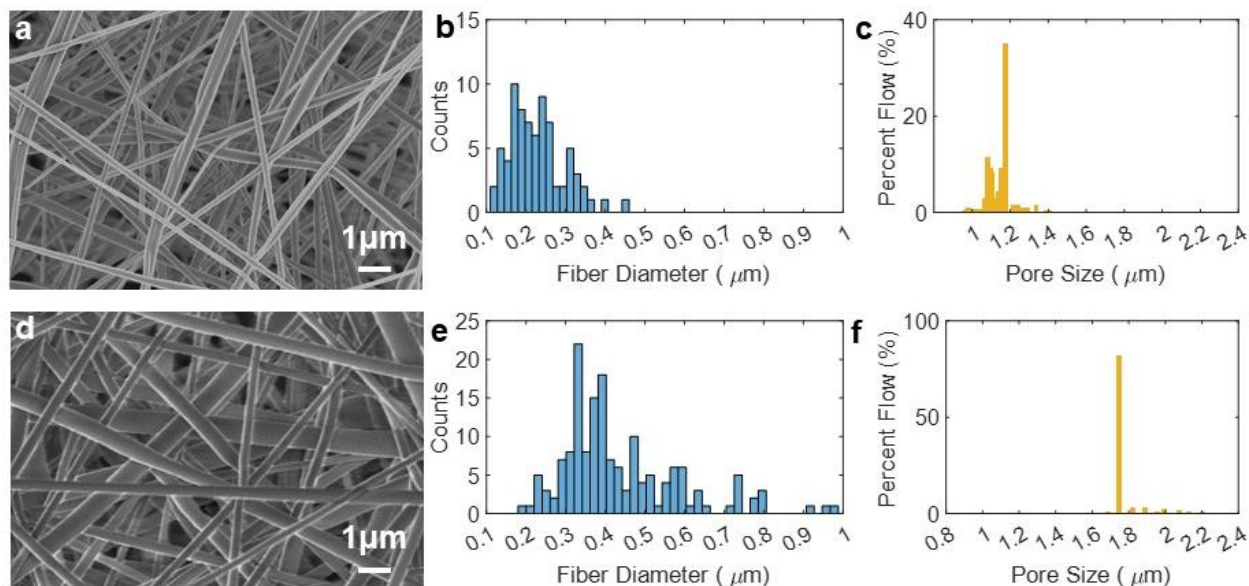 a
1μm
b
Counts
15
10
5
0
0.1 0.2 0.3 0.4 0.5 0.6 0.7 0.8 0.9 1
Fiber Diameter ( μm)
c
Percent Flow (%)
40
20
0
1 1.2 1.4 1.6 1.8 2 2.2 2.4
Pore Size ( μm)
d
1μm
e
Counts
25
20
15
10
5
0
0.1 0.2 0.3 0.4 0.5 0.6 0.7 0.8 0.9 1
Fiber Diameter ( μm)
f
Percent Flow (%)
100
50
0
0.8 1 1.2 1.4 1.6 1.8 2 2.2 2.4
Pore Size ( μm)